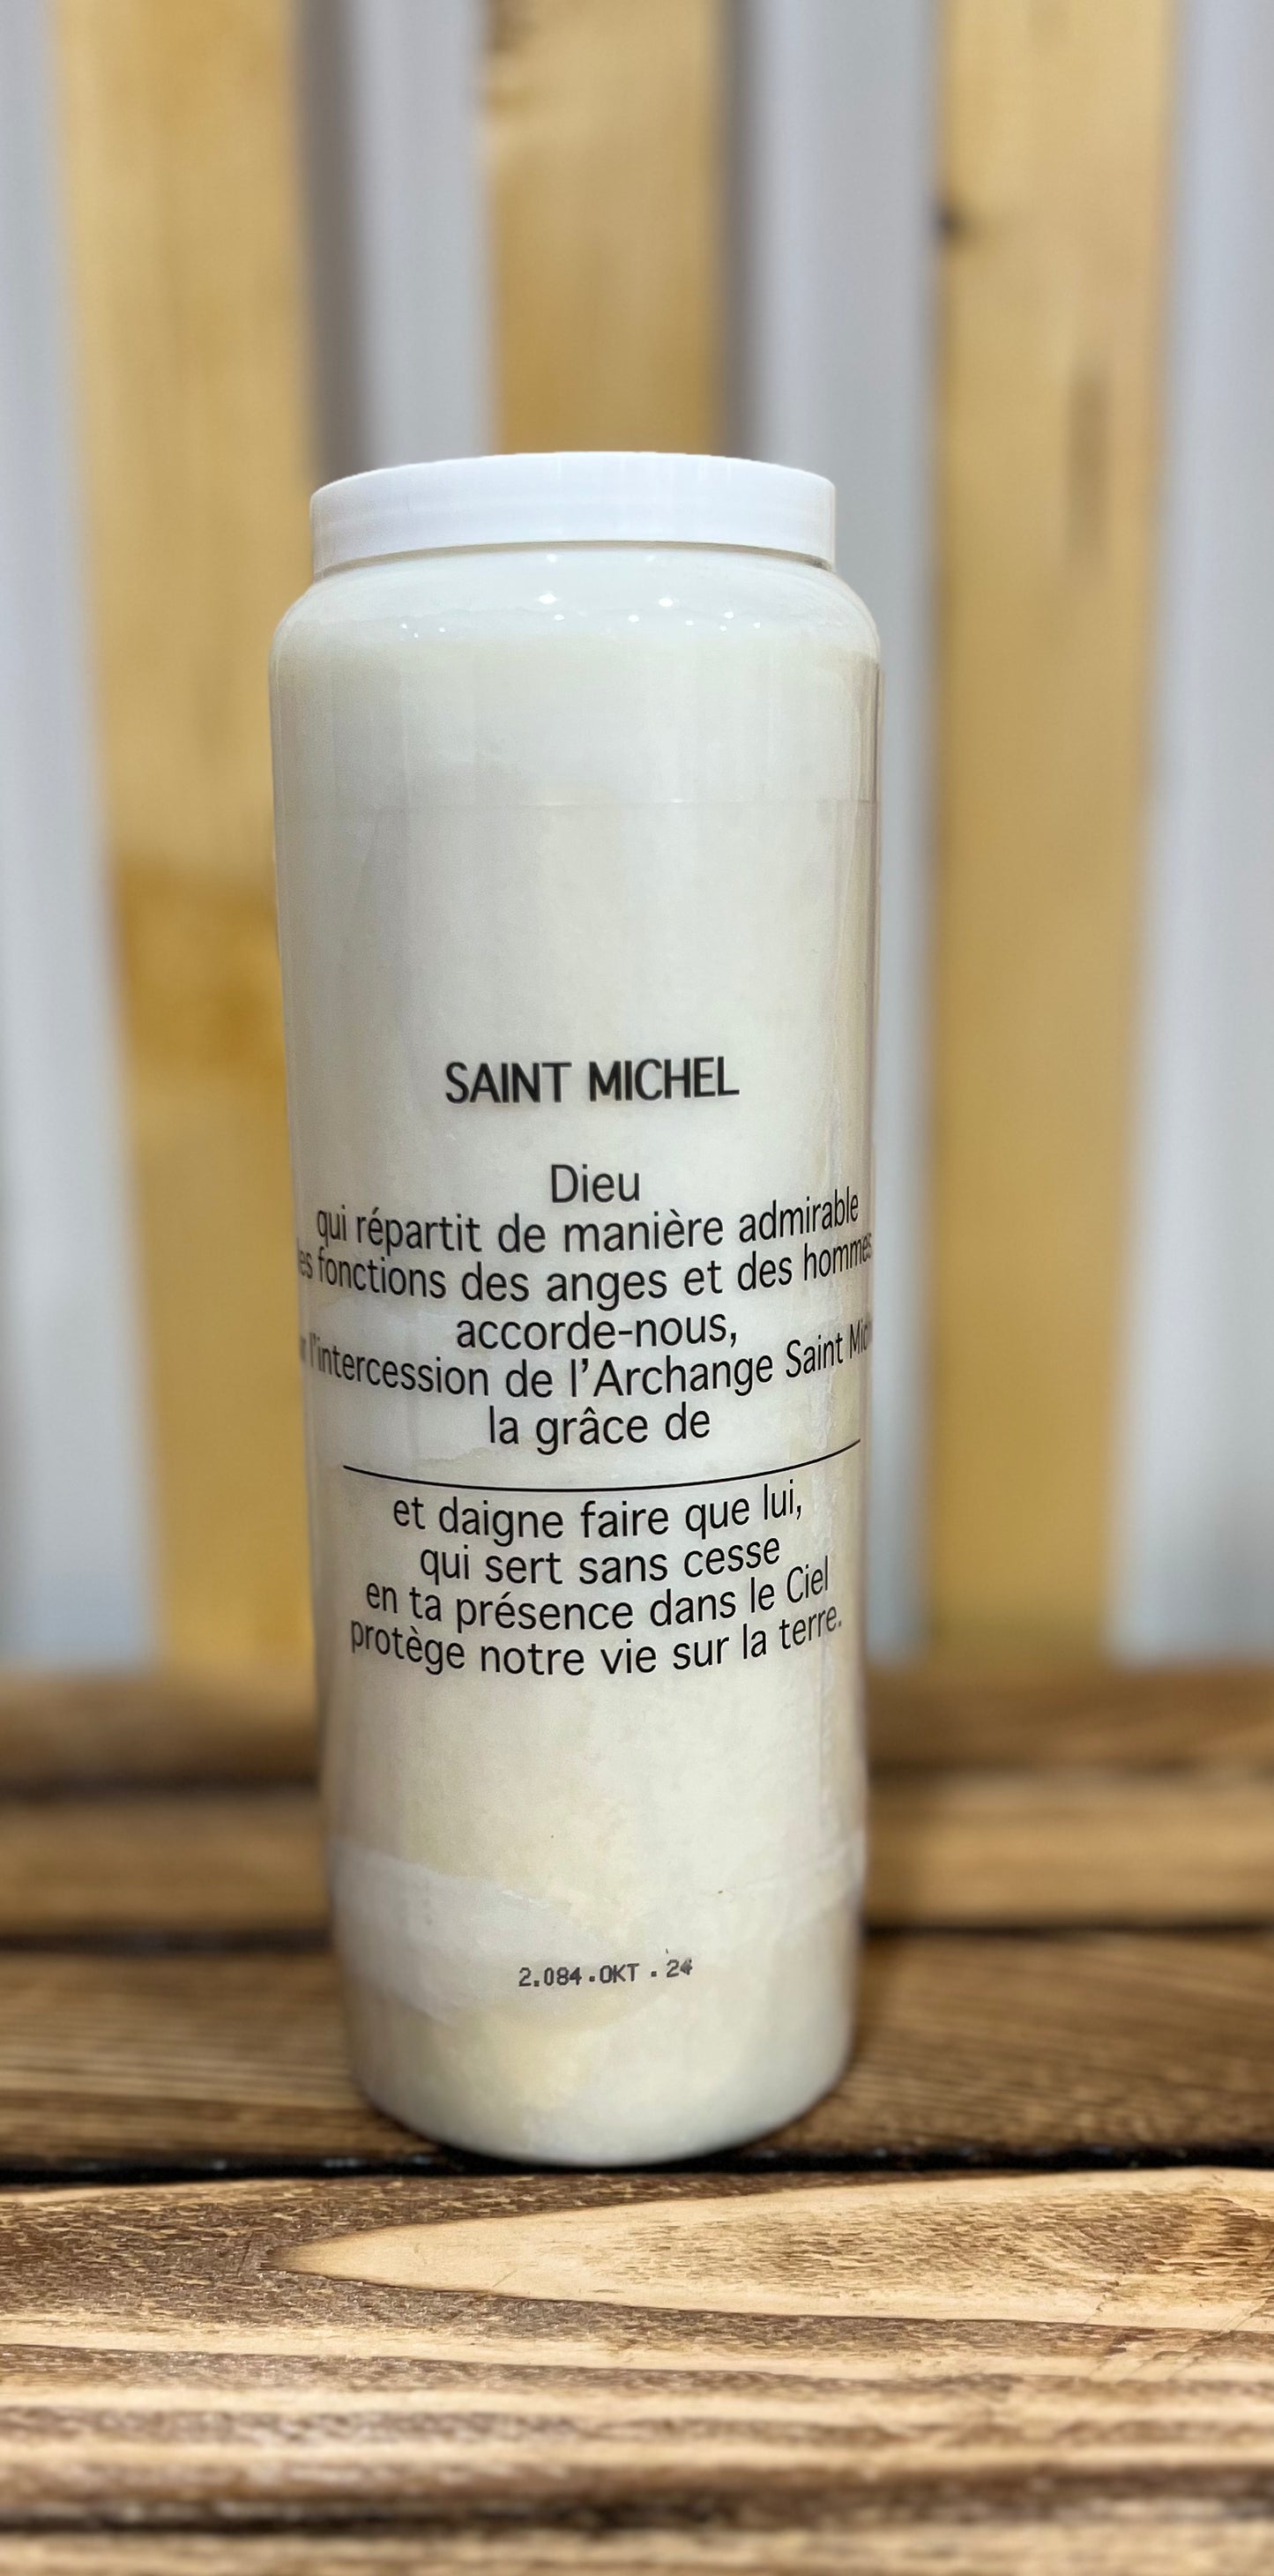 SAINT MICHEL
Dieu
qui répartit de manière admirable
fonctions des anges et des hommes
accorde-nous,
l'intercession de l'Archange Saint
la grâce de
et daigne faire que lui,
qui sert sans cesse
en ta présence dans le Ciel
protège notre vie sur la terre.
2.084.OKT.24